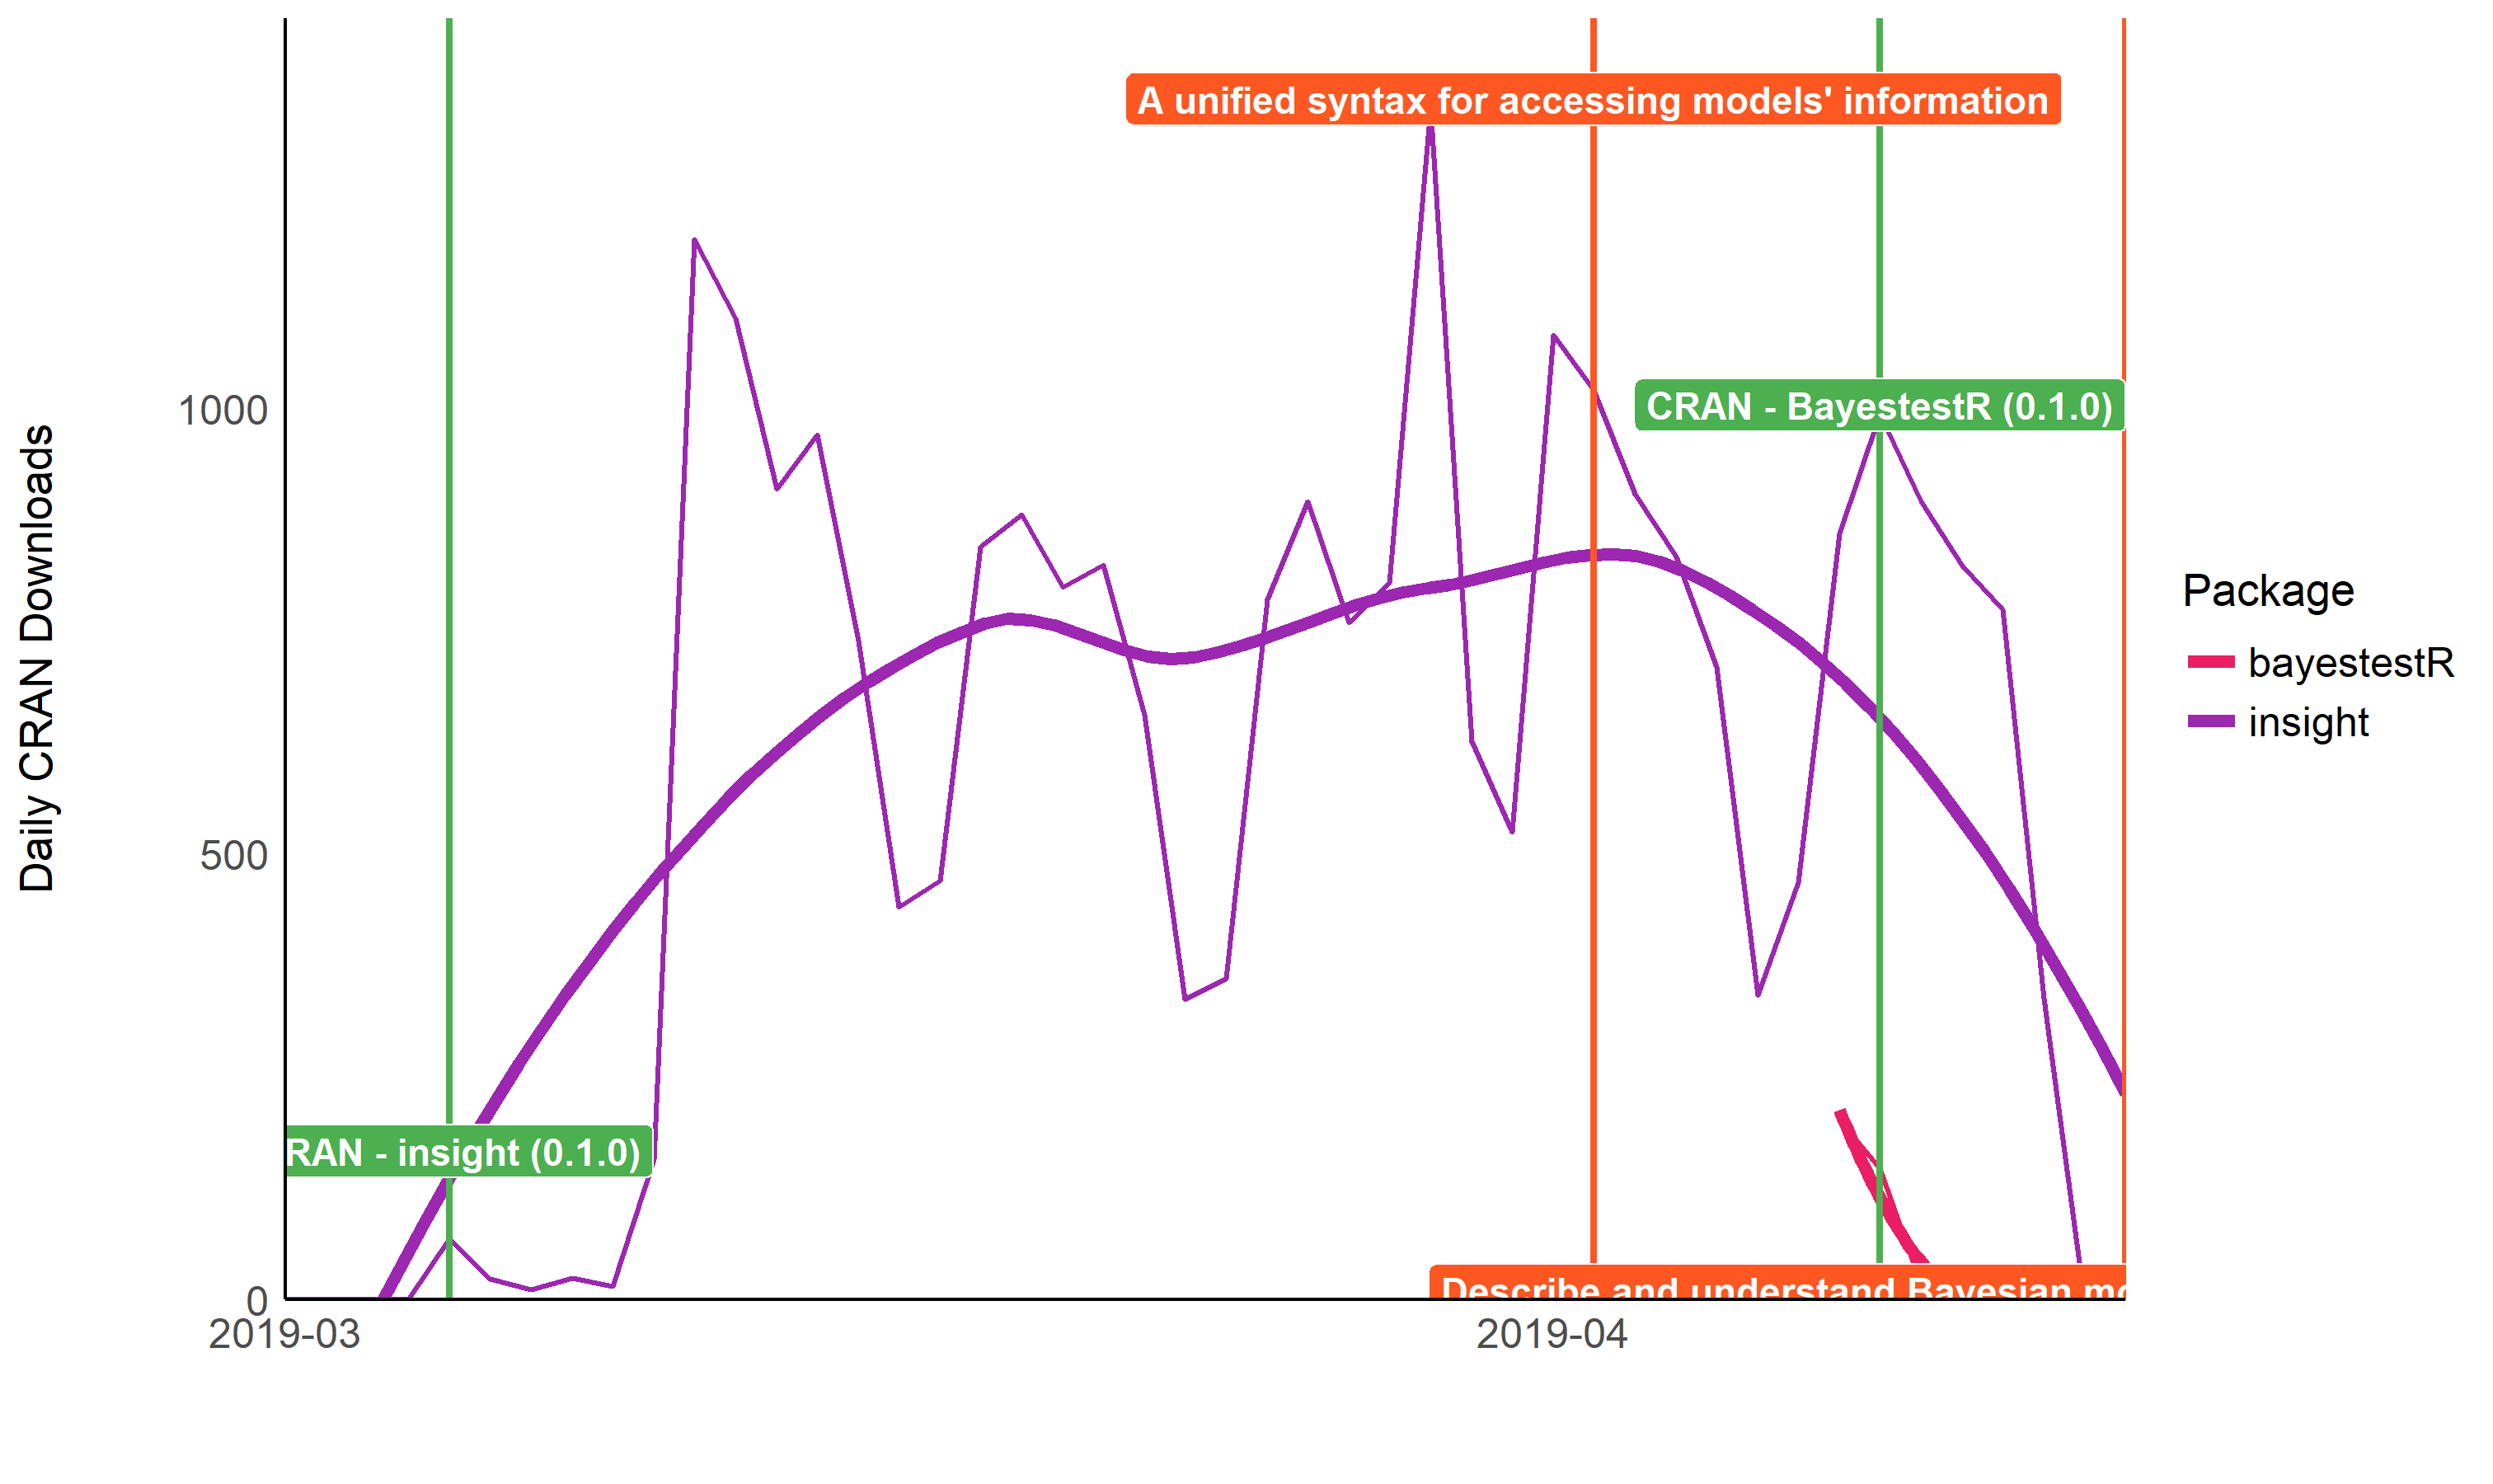 A unified syntax for accessing models' information
1000
CRAN - BayestestR (0.1.0)
Daily CRAN Downloads
Package
bayestestR
insight
500
RAN - insight (0.1.0)
Describe and understand Bayesian mo
0
2019-03
2019-04